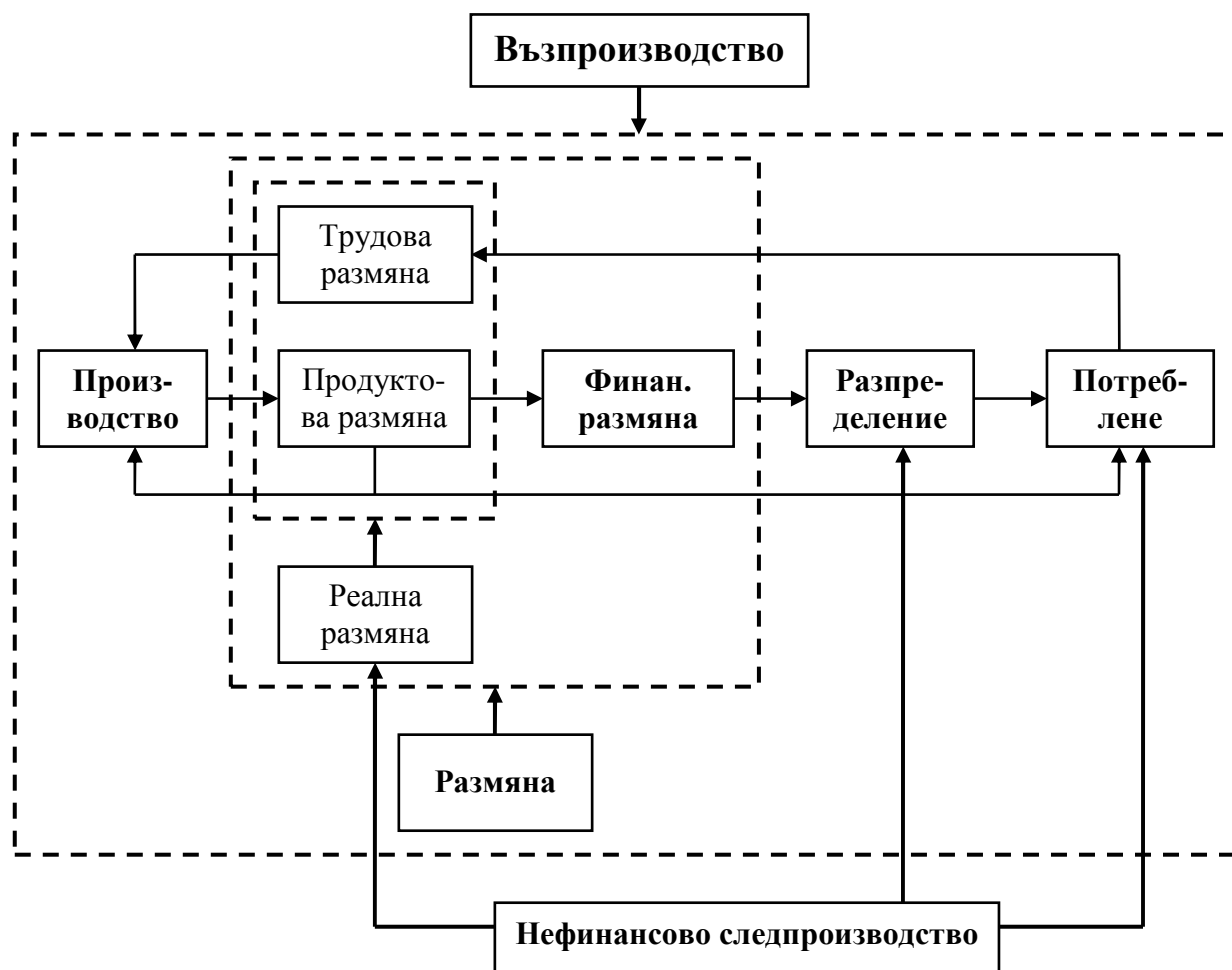 Възпроизводство
Трудова
размяна
Произ-
водство
Продукто-
ва размяна
Финан.
размяна
Разпре-
деление
Потреб-
лене
Реална
размяна
Размяна
Нефинансово следпроизводство